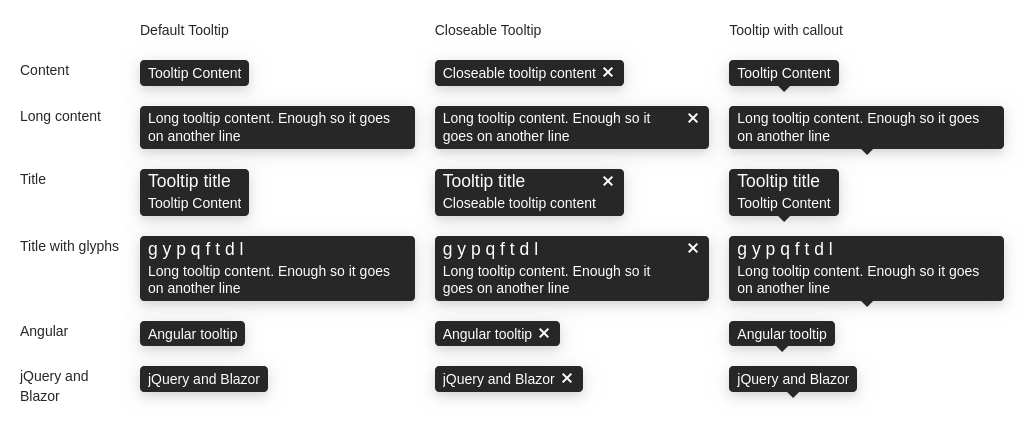 Default Tooltip Closeable Tooltip Tooltip with callout
Content Tooltip Content Closeable tooltip content ✕ Tooltip Content
Long content Long tooltip content. Enough so it goes Long tooltip content. Enough so it ✕ Long tooltip content. Enough so it goes
on another line goes on another line on another line
Title Tooltip title Tooltip title ✕ Tooltip title
Tooltip Content Closeable tooltip content Tooltip Content
Title with glyphs g y p q f t d l g y p q f t d l ✕ g y p q f t d l
Long tooltip content. Enough so it goes Long tooltip content. Enough so it Long tooltip content. Enough so it goes
on another line goes on another line on another line
Angular Angular tooltip Angular tooltip ✕ Angular tooltip
jQuery and jQuery and Blazor jQuery and Blazor ✕ jQuery and Blazor
Blazor